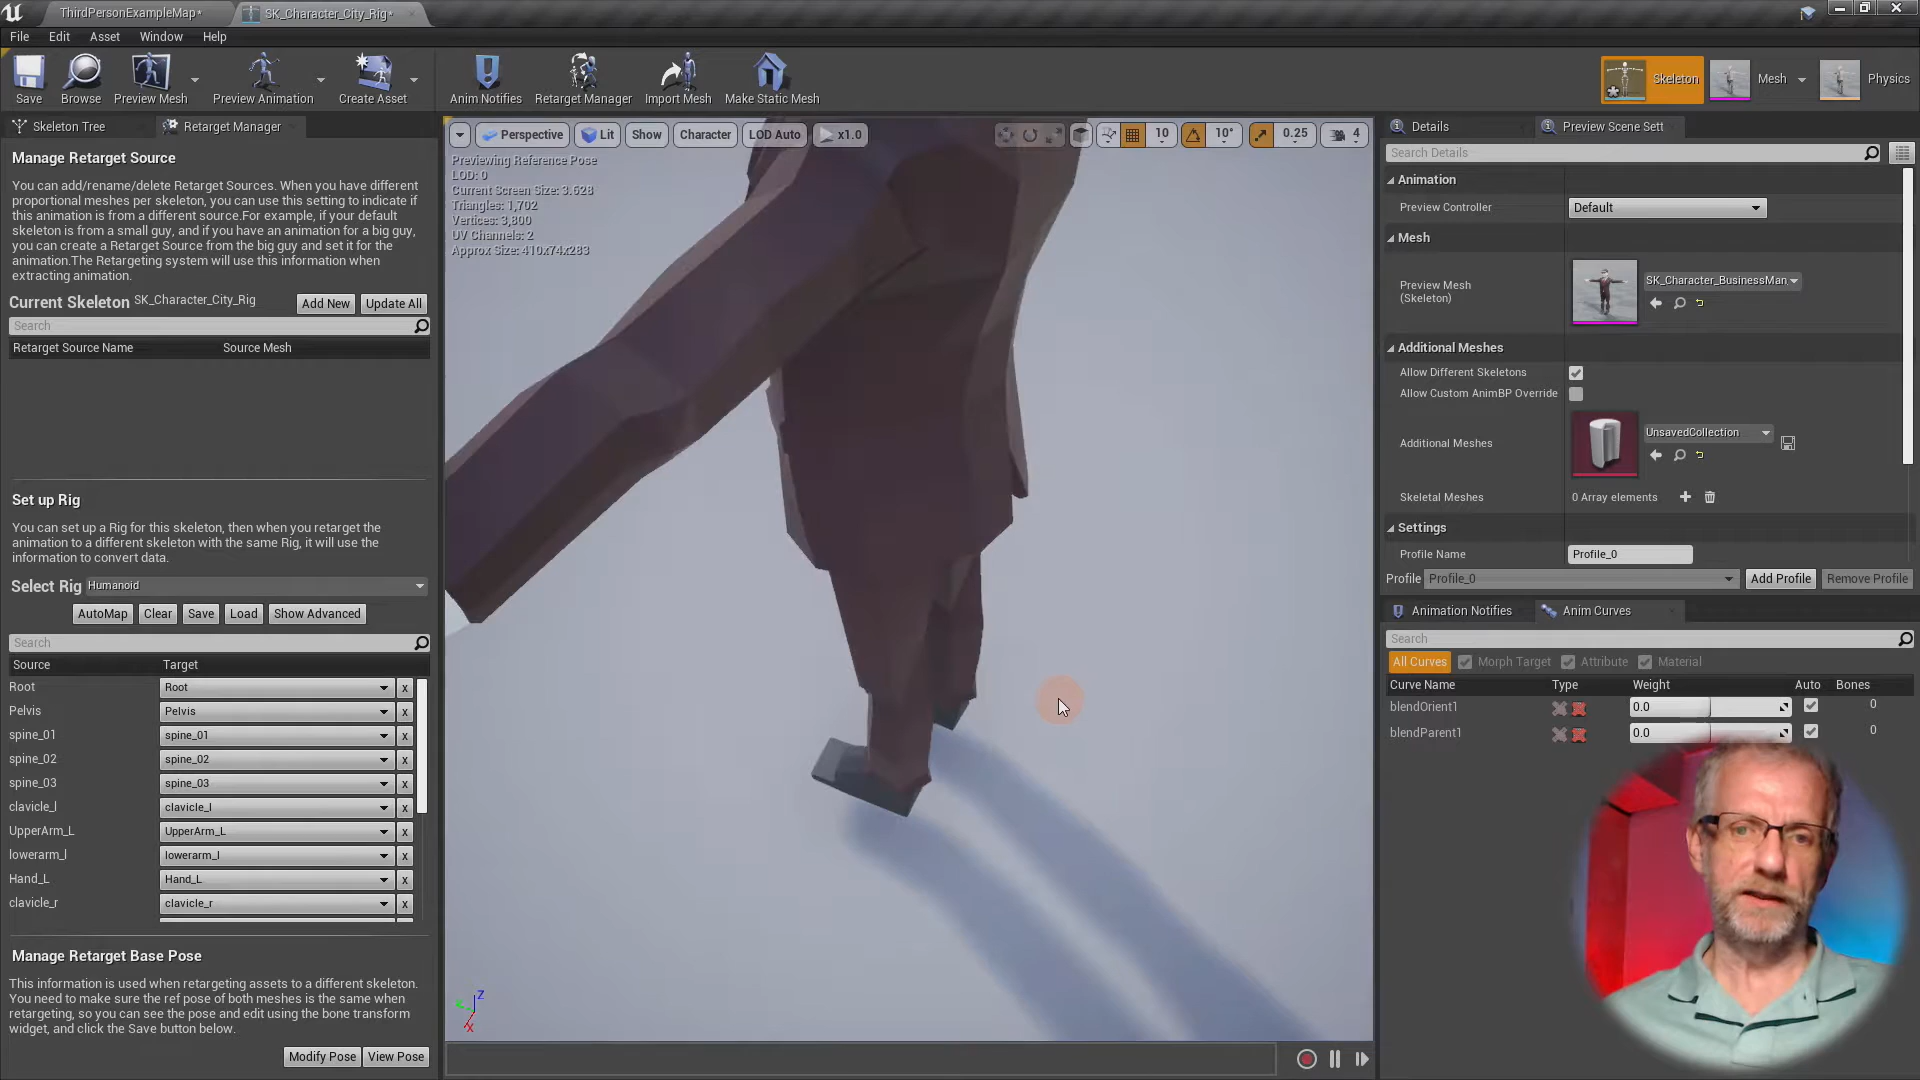 ThirdPersonExampleMap*
SK_Character_City_Rig*
File Edit Asset Window Help
Save Browse Preview Mesh Preview Animation Create Asset Anim Notifies Retarget Manager Import Mesh Make Static Mesh Skeleton Mesh Physics
Skeleton Tree Retarget Manager
Manage Retarget Source
You can add/rename/delete Retarget Sources. When you have different
proportional meshes per skeleton, you can use this setting to indicate if
this animation is from a different source.For example, if your default
skeleton is from a small guy, and if you have an animation for a big guy,
you can create a Retarget Source from the big guy and set it for the
animation.The Retargeting system will use this information when
extracting animation.
Current Skeleton SK_Character_City_Rig Add New Update All
Search
Retarget Source Name Source Mesh
Set up Rig
You can set up a Rig for this skeleton, then when you retarget the
animation to a different skeleton with the same Rig, it will use the
information to convert data.
Select Rig Humanoid
AutoMap Clear Save Load Show Advanced
Search
Source Target
Root Root x
Pelvis Pelvis x
spine_01 spine_01 x
spine_02 spine_02 x
spine_03 spine_03 x
clavicle_l clavicle_l x
UpperArm_L UpperArm_L x
lowerarm_l lowerarm_l x
Hand_L Hand_L x
clavicle_r clavicle_r x
Manage Retarget Base Pose
This information is used when retargeting assets to a different skeleton.
You need to make sure the ref pose of both meshes is the same when
retargeting, so you can see the pose and edit using the bone transform
widget, and click the Save button below.
Modify Pose View Pose
Perspective Lit Show Character LOD Auto x1.0 10 10° 0.25 4
Previewing Reference Pose
LOD: 0
Current Screen Size: 3.628
Triangles: 1,702
Vertices: 3,800
UV Channels: 2
Approx Size: 410x74x283
Z
X
Details Preview Scene Sett
Search Details
Animation
Preview Controller Default
Mesh
Preview Mesh
(Skeleton)
SK_Character_BusinessMan
Additional Meshes
Allow Different Skeletons
Allow Custom AnimBP Override
Additional Meshes UnsavedCollection
Skeletal Meshes 0 Array elements
Settings
Profile Name Profile_0
Profile Profile_0 Add Profile Remove Profile
Animation Notifies Anim Curves
Search
All Curves Morph Target Attribute Material
Curve Name Type Weight Auto Bones
blendOrient1 0.0 0
blendParent1 0.0 0